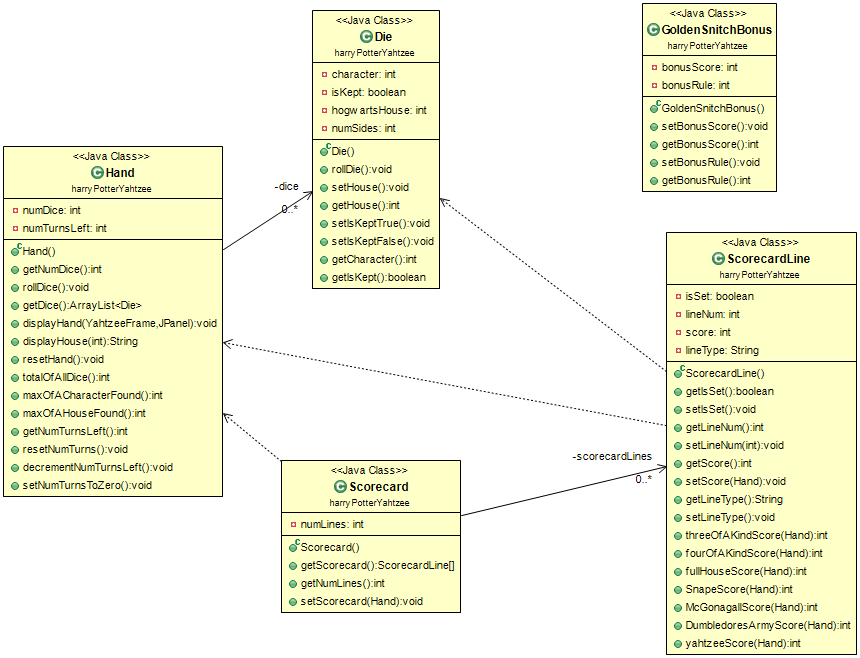 <<Java Class>>
Die
harryPotterYahtzee
character: int
isKept: boolean
hogwartsHouse: int
numSides: int
Die()
rollDie():void
setHouse():void
getHouse():int
setIsKeptTrue():void
setIsKeptFalse():void
getCharacter():int
getIsKept():boolean
<<Java Class>>
GoldenSnitchBonus
harryPotterYahtzee
bonusScore: int
bonusRule: int
GoldenSnitchBonus()
setBonusScore():void
getBonusScore():int
setBonusRule():void
getBonusRule():int
<<Java Class>>
Hand
harryPotterYahtzee
numDice: int
numTurnsLeft: int
Hand()
getNumDice():int
rollDice():void
getDice():ArrayList<Die>
displayHand(YahtzeeFrame,JPanel):void
displayHouse(int):String
resetHand():void
totalOfAllDice():int
maxOfACharacterFound():int
maxOfAHouseFound():int
getNumTurnsLeft():int
resetNumTurns():void
decrementNumTurnsLeft():void
setNumTurnsToZero():void
-dice
0..*
<<Java Class>>
ScorecardLine
harryPotterYahtzee
isSet: boolean
lineNum: int
score: int
lineType: String
ScorecardLine()
getIsSet():boolean
setIsSet():void
getLineNum():int
setLineNum(int):void
getScore():int
setScore(Hand):void
getLineType():String
setLineType():void
threeOfAKindScore(Hand):int
fourOfAKindScore(Hand):int
fullHouseScore(Hand):int
SnapeScore(Hand):int
McGonagallScore(Hand):int
DumbledoresArmyScore(Hand):int
yahtzeeScore(Hand):int
-scorecardLines
0..*
<<Java Class>>
Scorecard
harryPotterYahtzee
numLines: int
Scorecard()
getScorecard():ScorecardLine[]
getNumLines():int
setScorecard(Hand):void